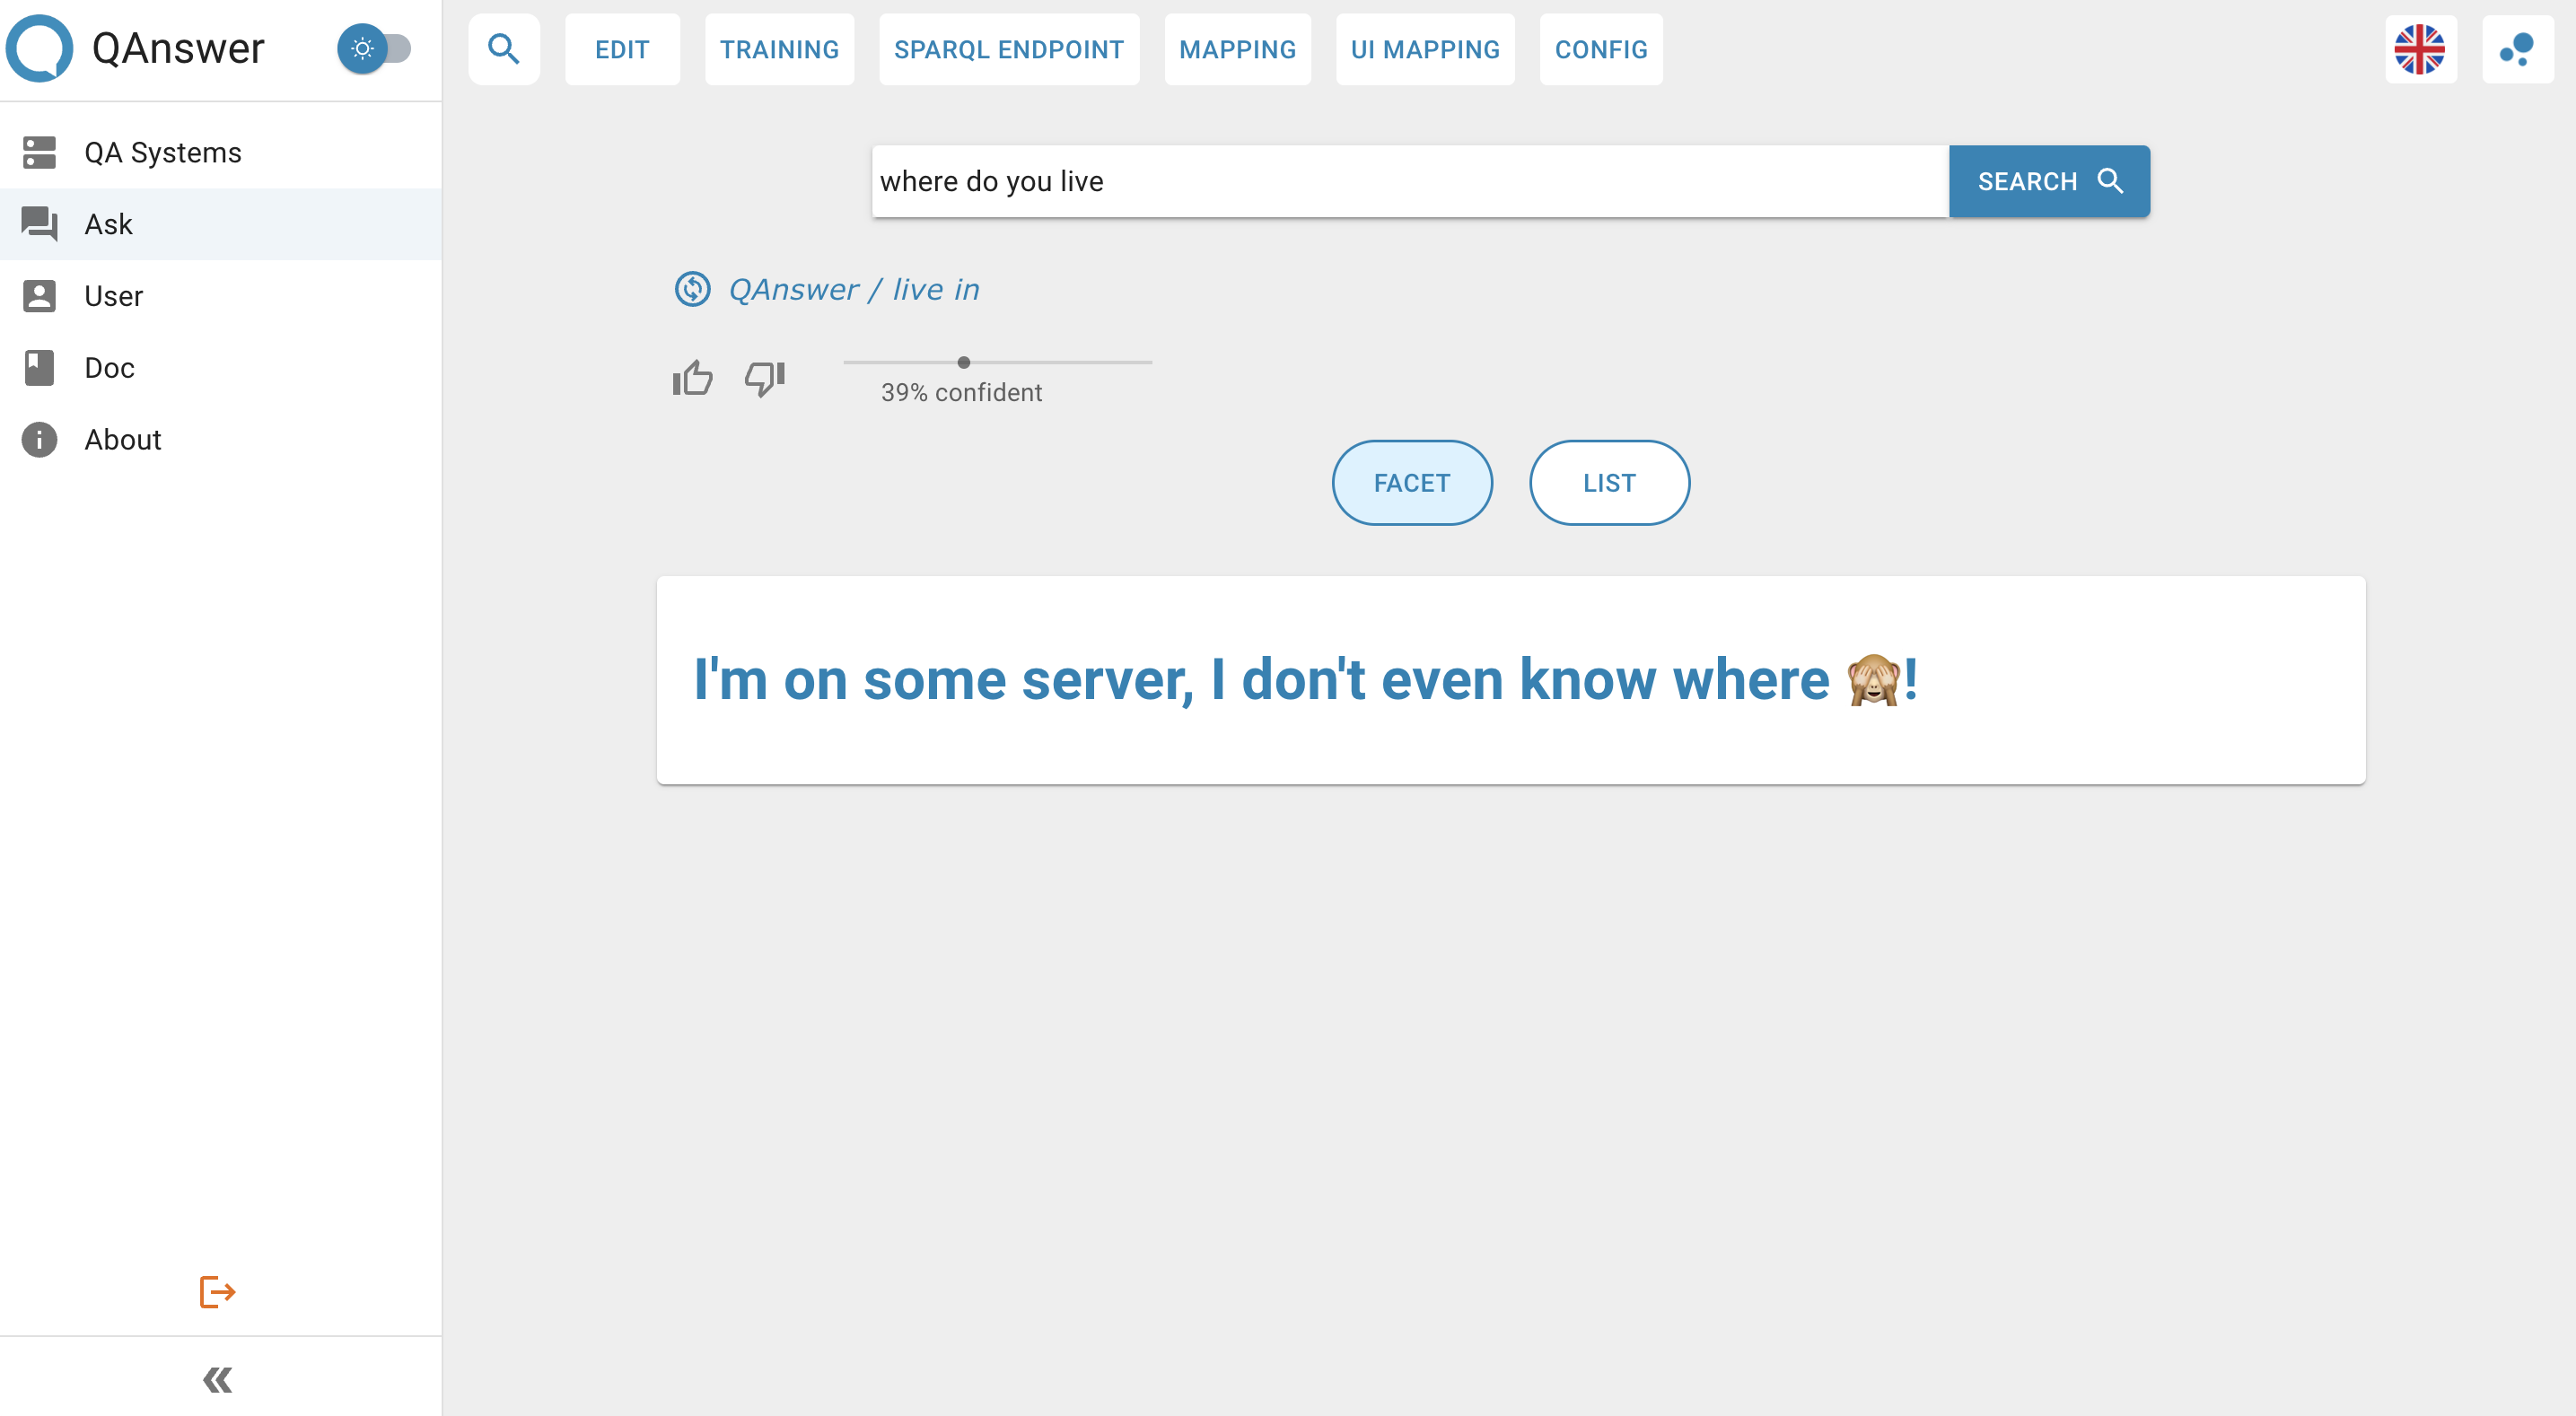 QAnswer
EDIT
TRAINING
SPARQL ENDPOINT
MAPPING
UI MAPPING
CONFIG
QA Systems
Ask
User
Doc
About
where do you live
SEARCH
QAnswer / live in
39% confident
FACET
LIST
I'm on some server, I don't even know where 🙈!